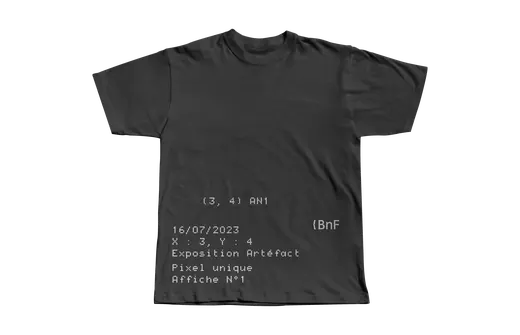 (3, 4) AN1
(BnF
16/07/2023
X : 3, Y : 4
Exposition Artéfact
Pixel unique
Affiche N°1